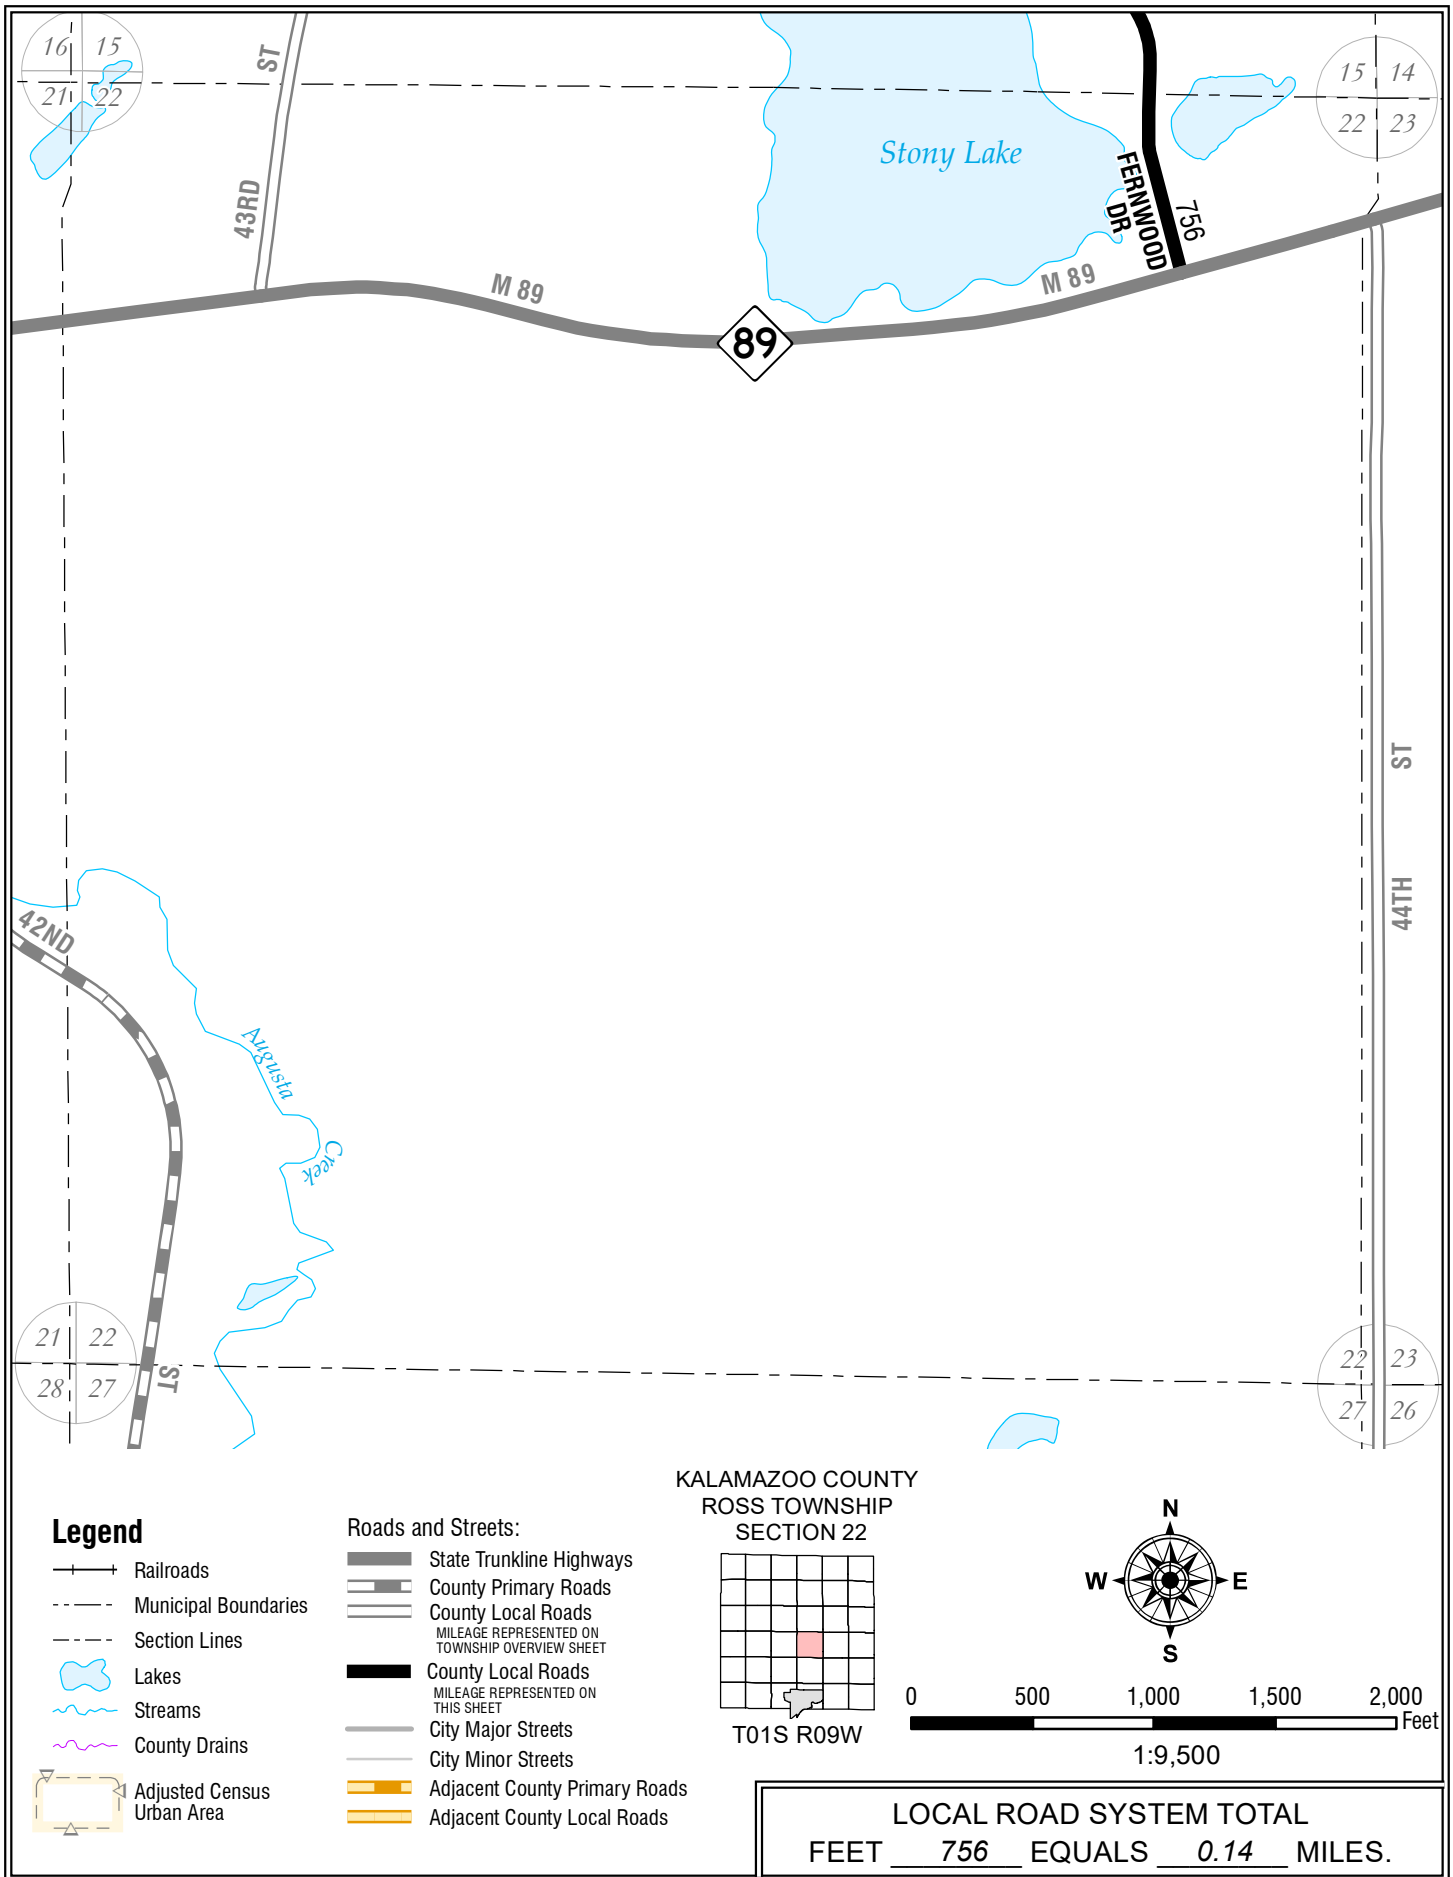 16 15
21 22
ST
43RD
Stony Lake
FERNWOOD
DR
756
15 14
22 23
M 89
M 89
89
ST
44TH
42ND
Augusta
Creek
ST
21 22
28 27
22 23
27 26
KALAMAZOO COUNTY
ROSS TOWNSHIP
SECTION 22
T01S R09W
Legend
Railroads
Municipal Boundaries
Section Lines
Lakes
Streams
County Drains
Adjusted Census
Urban Area
Roads and Streets:
State Trunkline Highways
County Primary Roads
County Local Roads
MILEAGE REPRESENTED ON
TOWNSHIP OVERVIEW SHEET
County Local Roads
MILEAGE REPRESENTED ON
THIS SHEET
City Major Streets
City Minor Streets
Adjacent County Primary Roads
Adjacent County Local Roads
N
W E
S
0 500 1,000 1,500 2,000
Feet
1:9,500
LOCAL ROAD SYSTEM TOTAL
FEET 756 EQUALS 0.14 MILES.